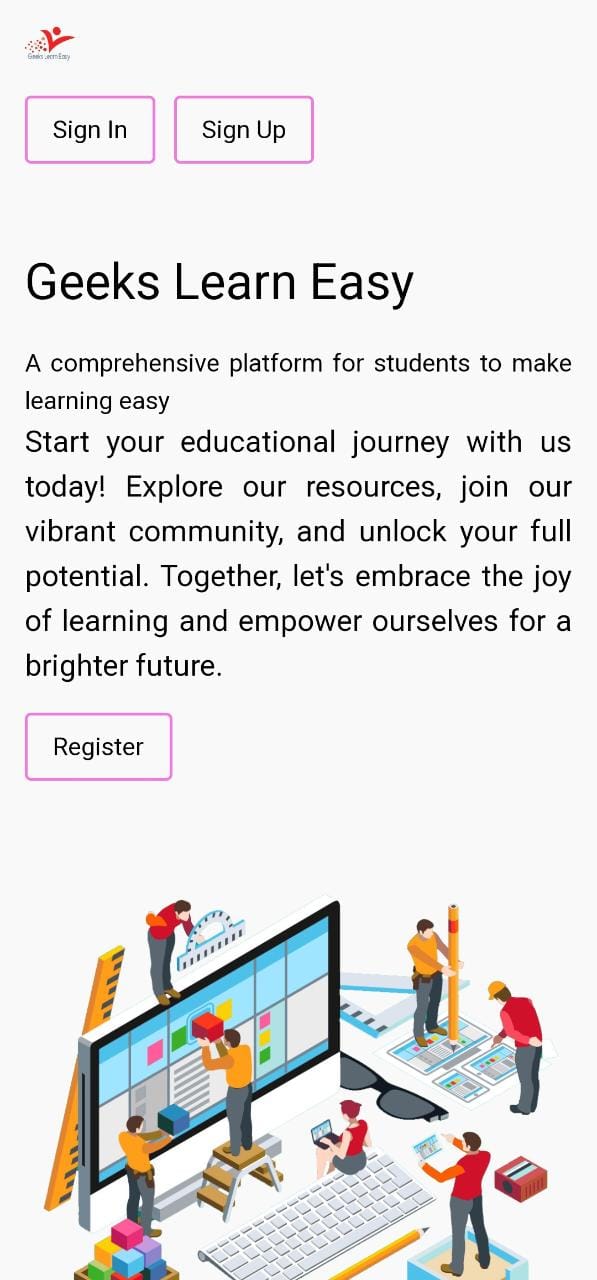 Geeks Learn Easy
Sign In
Sign Up
Geeks Learn Easy
A comprehensive platform for students to make
learning easy
Start your educational journey with us
today! Explore our resources, join our
vibrant community, and unlock your full
potential. Together, let's embrace the joy
of learning and empower ourselves for a
brighter future.
Register